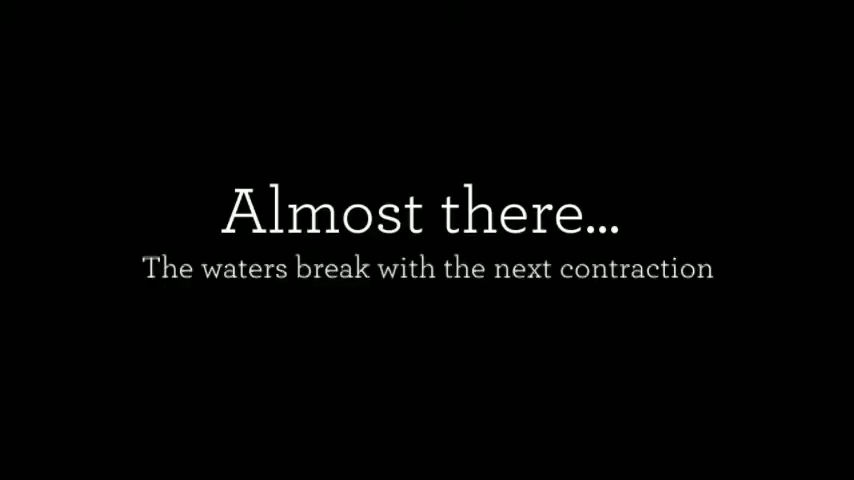 Almost there...
The waters break with the next contraction